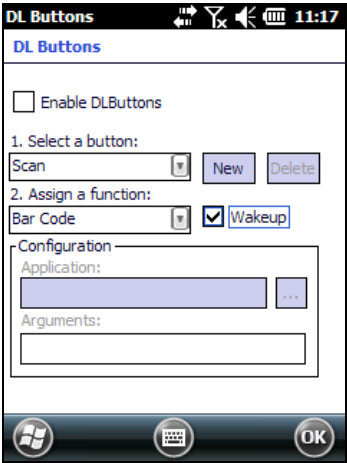 DL Buttons 11:17
DL Buttons
Enable DLButtons
1. Select a button:
Scan New Delete
2. Assign a function:
Bar Code Wakeup
Configuration
Application:
...
Arguments:
OK